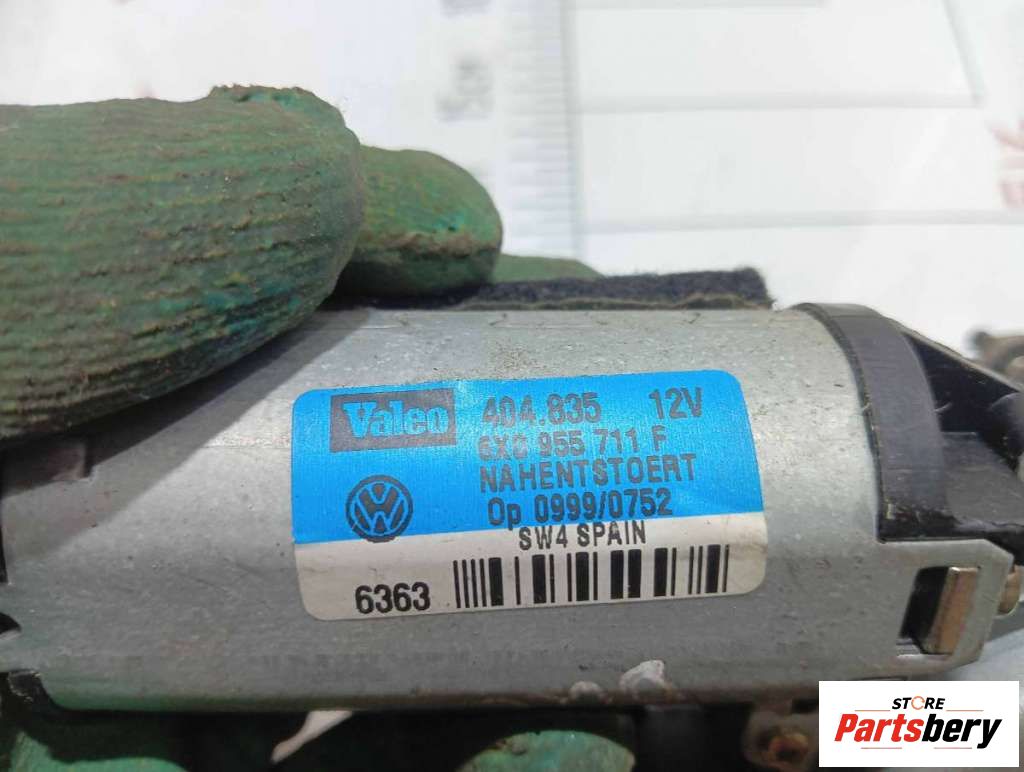 Valeo 404.835 12V
6X0 955 711 F
NAHENTSTOERT
Op 0999/0752
SW4 SPAIN
6363
STORE
Partsbery